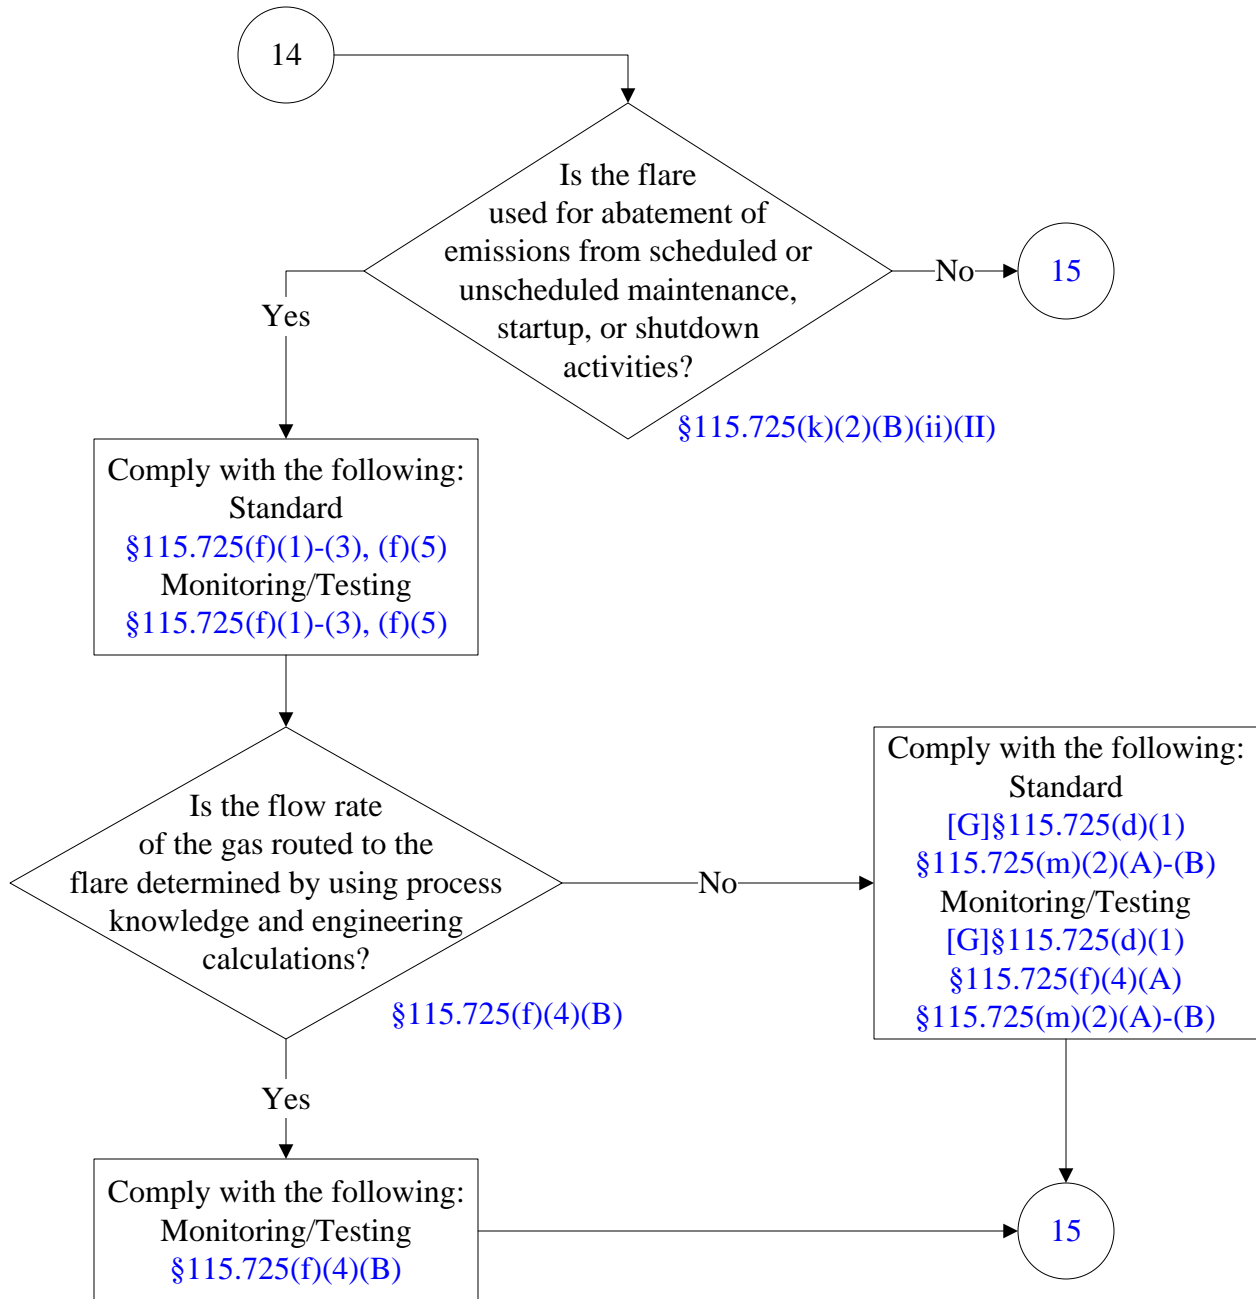 14
Is the flare
used for abatement of
emissions from scheduled or
unscheduled maintenance,
startup, or shutdown
activities?
No
15
Yes
§115.725(k)(2)(B)(ii)(II)
Comply with the following:
Standard
§115.725(f)(1)-(3), (f)(5)
Monitoring/Testing
§115.725(f)(1)-(3), (f)(5)
Is the flow rate
of the gas routed to the
flare determined by using process
knowledge and engineering
calculations?
§115.725(f)(4)(B)
No
Comply with the following:
Standard
[G]§115.725(d)(1)
§115.725(m)(2)(A)-(B)
Monitoring/Testing
[G]§115.725(d)(1)
§115.725(f)(4)(A)
§115.725(m)(2)(A)-(B)
Yes
Comply with the following:
Monitoring/Testing
§115.725(f)(4)(B)
15